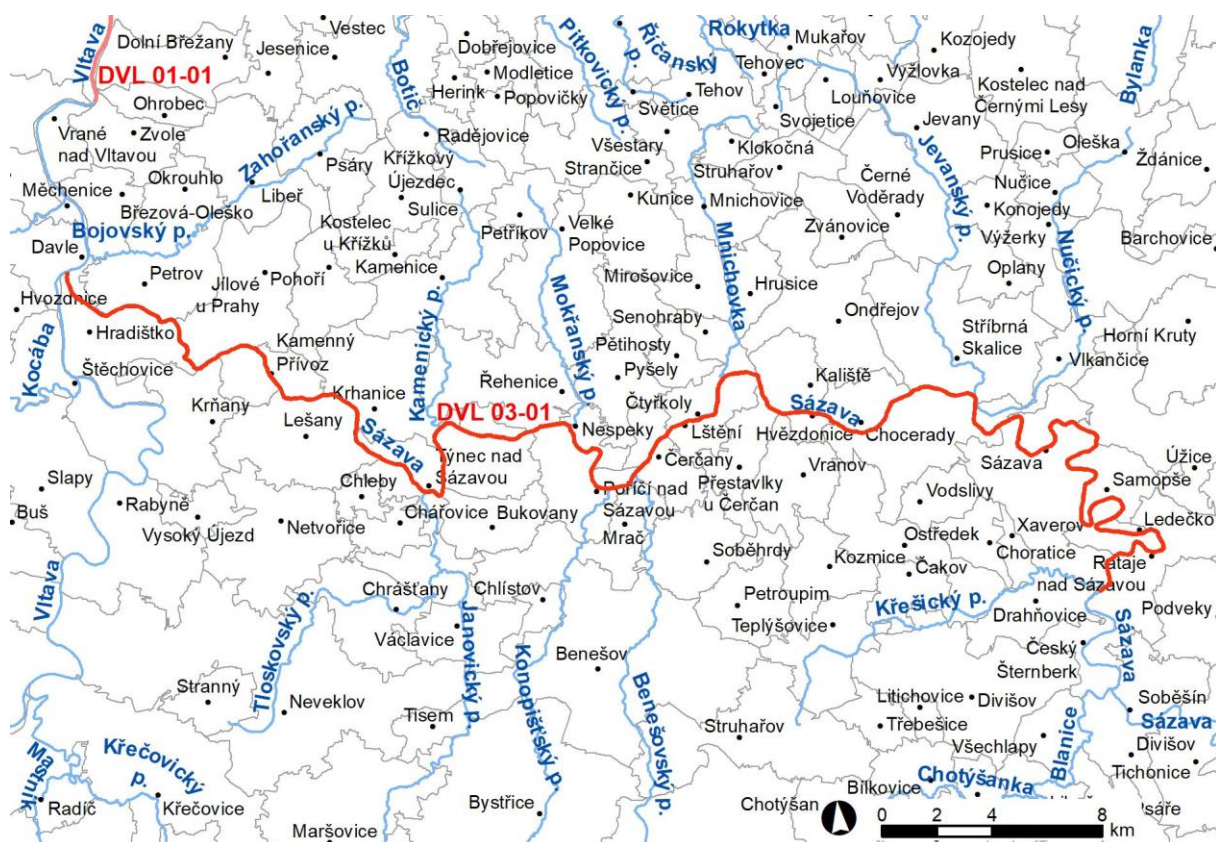 Vestec
Dolní Břežany
Jesenice
Dobřejovice
Pitkovický p.
Říčanský p.
Rokytka
Mukařov
Kozojedy
Vltava
DVL 01-01
Botič
Modletice
Herink
Popovičky
Tehovec
Vyžlovka
Louňovice
Kostelec nad
Černými Lesy
Bylanka
Ohrobec
Světice
Tehov
Svojetice
Jevany
Vrané
nad Vltavou
Zvole
Zahořanský p.
Radějovice
Všestary
Klokočná
Jevanský p.
Prusice
Oleška
Ždánice
Psáry
Křížkový
Újezdec
Strančice
Struhařov
Černé
Voděrady
Nučice
Měchenice
Okrouhlo
Libeř
Březová-Oleško
Sulice
Kunice
Mnichovice
Konojedy
Kostelec
u Křížků
Petříkov
Velké
Popovice
Zvánovice
Výžerky
Nučický p.
Barchovice
Bojovský p.
Davle
Petrov
Jílové
u Prahy
Pohoří
Kamenice
Mirošovice
Mnichovka
Hrusice
Oplany
Hvozdnice
Kamenický p.
Mokřanský p.
Senohraby
Ondřejov
Stříbrná
Skalice
Horní Kruty
Hradištko
Kamenný
Přívoz
Pětihosty
Vlkančice
Kocába
Štěchovice
Krhanice
Řehenice
Pyšely
Kaliště
Krňany
Lešany
Sázava
DVL 03-01
Čtyřkoly
Nespeky
Lštění
Sázava
Hvězdonice
Chocerady
Týnec nad
Sázavou
Čerčany
Sázava
Slapy
Chleby
Přestavlky
u Čerčan
Vranov
Úžice
Samopše
Buš
Rabyně
Vysoký Újezd
Netvořice
Chářovice
Bukovany
Poříčí nad
Sázavou
Mrač
Vodslivy
Xaverov
Ledečko
Ostředek
Choratice
Soběhrdy
Kozmice
Čakov
Rataje
nad Sázavou
Vltava
Chrášťany
Chlístov
Petroupim
Křešický p.
Drahňovice
Podveky
Tloskovský p.
Václavice
Janovický p.
Konopišťský p.
Benešov
Benešovský p.
Teplýšovice
Český
Šternberk
Sázava
Stranný
Neveklov
Litichovice
Divišov
Soběšín
Tisem
Struhařov
Třebešice
Sázava
Křečovický
p.
Všechlapy
Blanice
Divišov
Tichonice
Mastník
Radíč
Křečovice
Bystřice
Chotýšan
Bílkovice
Chotýšanka
Maršovice
0 2 4 8
km